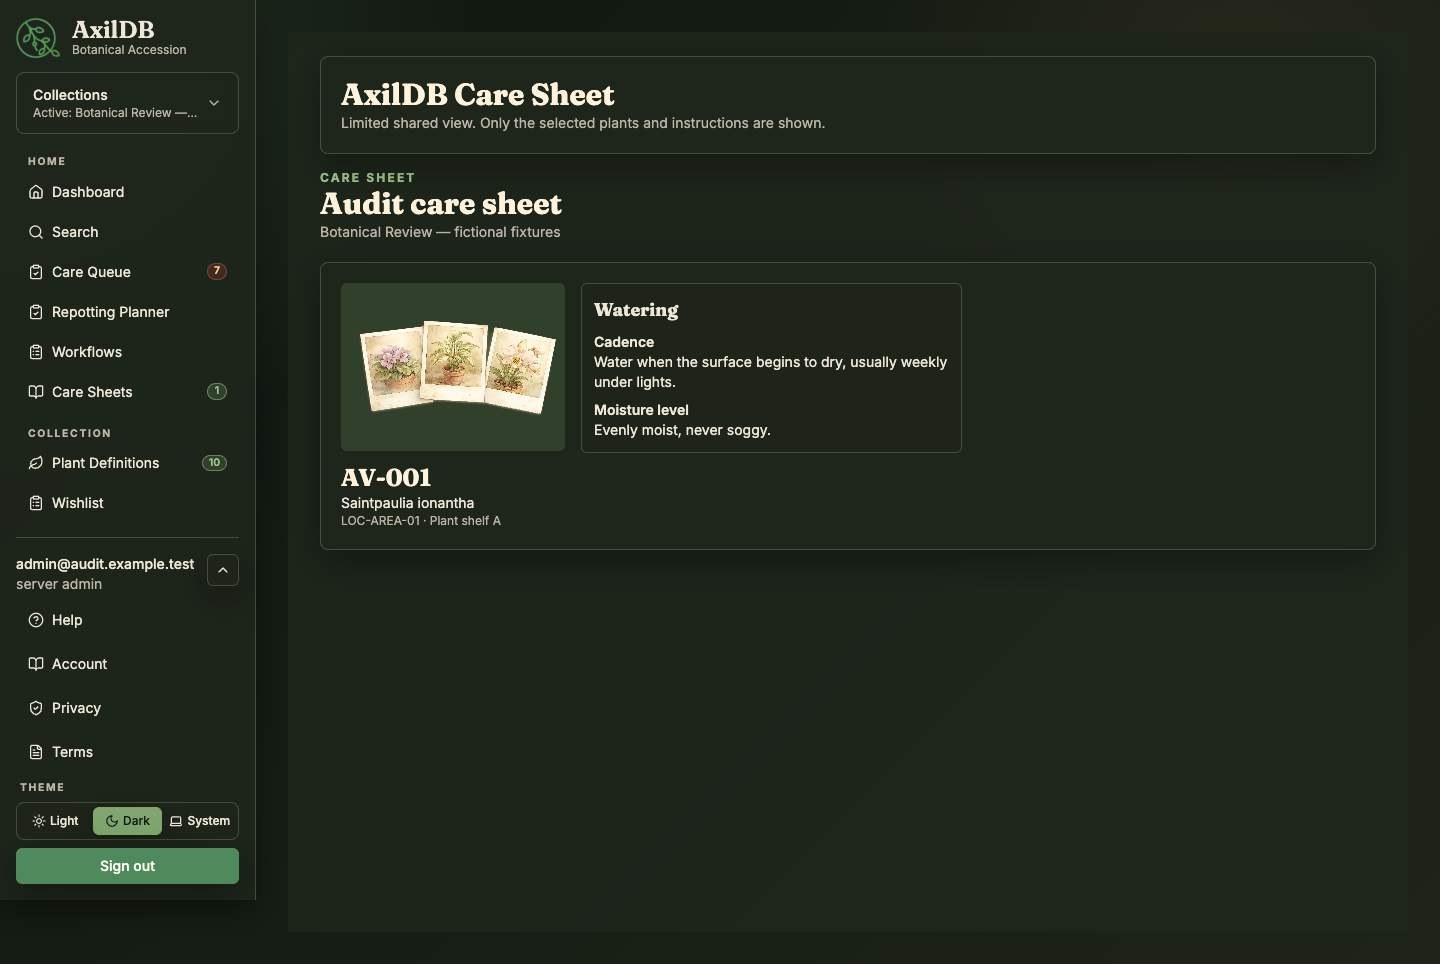 AxilDB
Botanical Accession
Collections
Active: Botanical Review —...
HOME
Dashboard
Search
Care Queue 7
Repotting Planner
Workflows
Care Sheets 1
COLLECTION
Plant Definitions 10
Wishlist
admin@audit.example.test
server admin
Help
Account
Privacy
Terms
THEME
Light Dark System
Sign out
AxilDB Care Sheet
Limited shared view. Only the selected plants and instructions are shown.
CARE SHEET
Audit care sheet
Botanical Review — fictional fixtures
AV-001
Saintpaulia ionantha
LOC-AREA-01 · Plant shelf A
Watering
Cadence
Water when the surface begins to dry, usually weekly
under lights.
Moisture level
Evenly moist, never soggy.